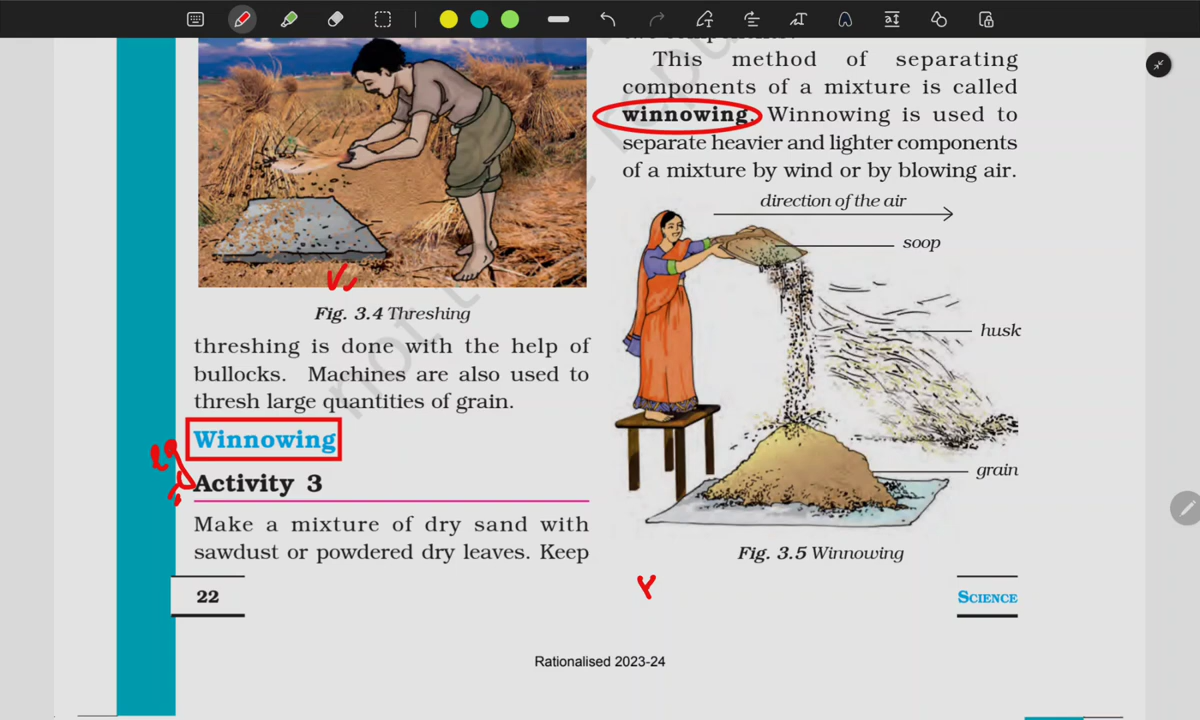 Fig. 3.4 Threshing
threshing is done with the help of
bullocks. Machines are also used to
thresh large quantities of grain.
Winnowing
Activity 3
Make a mixture of dry sand with
sawdust or powdered dry leaves. Keep
22
This method of separating
components of a mixture is called
winnowing. Winnowing is used to
separate heavier and lighter components
of a mixture by wind or by blowing air.
direction of the air
soop
husk
grain
Fig. 3.5 Winnowing
SCIENCE
Rationalised 2023-24